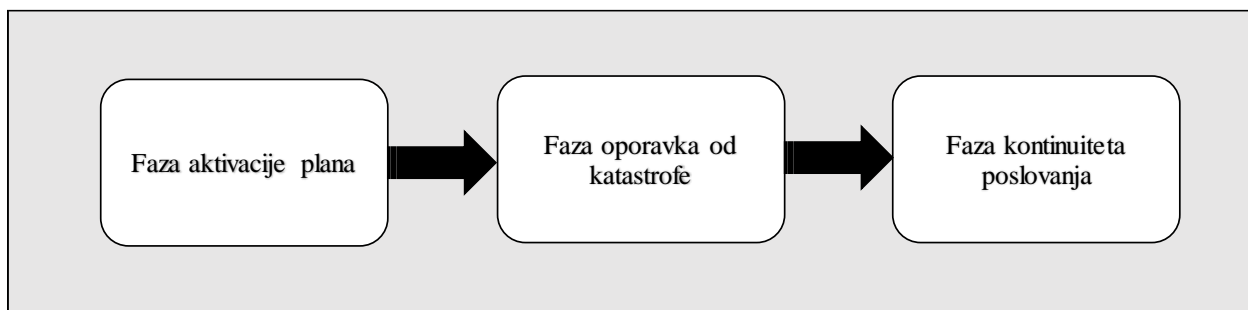 Faza aktivacije plana
Faza oporavka od
katastrofe
Faza kontinuiteta
poslovanja